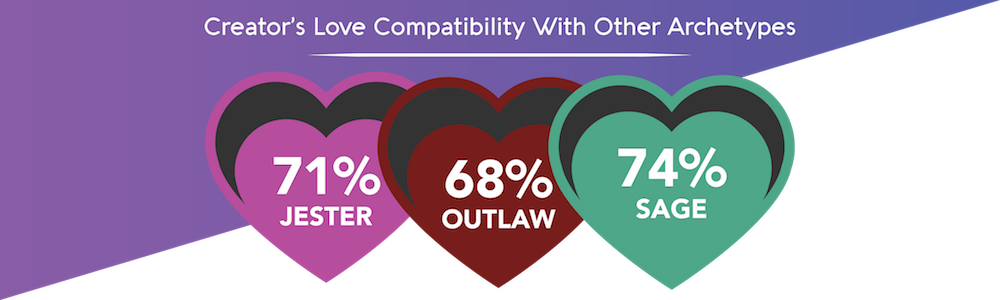 Creator's Love Compatibility With Other Archetypes
71%
JESTER
68%
OUTLAW
74%
SAGE